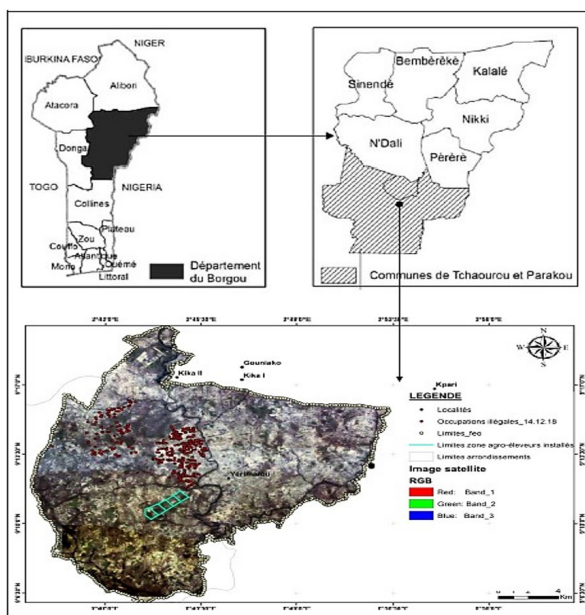 NIGER
BURKINA FASO
Alibori
Atacora
Donga
TOGO
NIGERIA
Collines
Plateau
Zou
Couffo
Atlantique
Mono
Ouémé
Littoral
Département
du Borgou
Bembèrèkè
Kalalé
Sinendè
Nikki
N'Dali
Pèrèrè
Communes de Tchaourou et Parakou
N
W
E
S
Gouniako
Kika II
Kika I
Kpari
LEGENDE
Localités
Occupations illégales_14.12.18
Limites_feo
Limites zone agro-éleveurs installés
Limites arrondissements
Image satellite
RGB
Red: Band_1
Green: Band_2
Blue: Band_3
Km